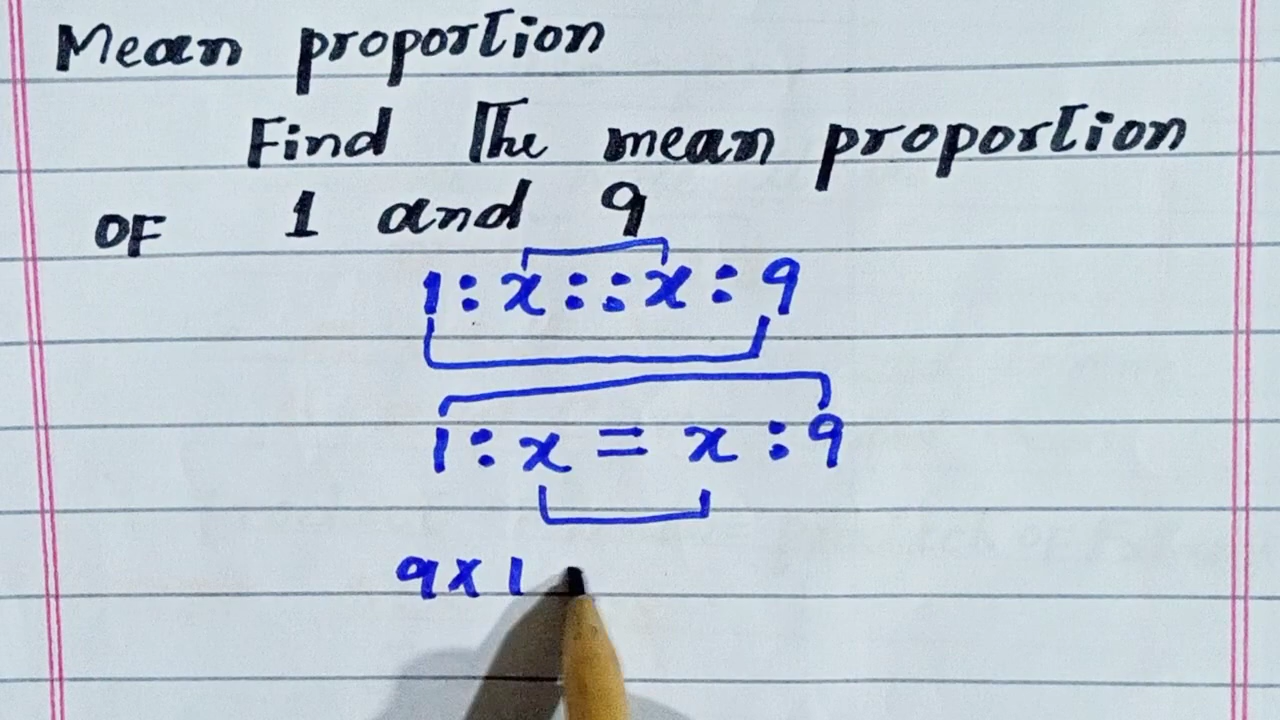 Mean proportion
Find The mean proportion
OF 1 and 9
1 : x :: x : 9
1 : x = x : 9
9 x 1